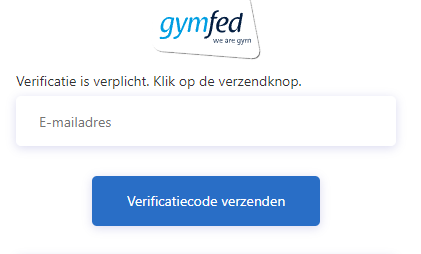 gymfed
we are gym
Verificatie is verplicht. Klik op de verzendknop.
E-mailadres
Verificatiecode verzenden